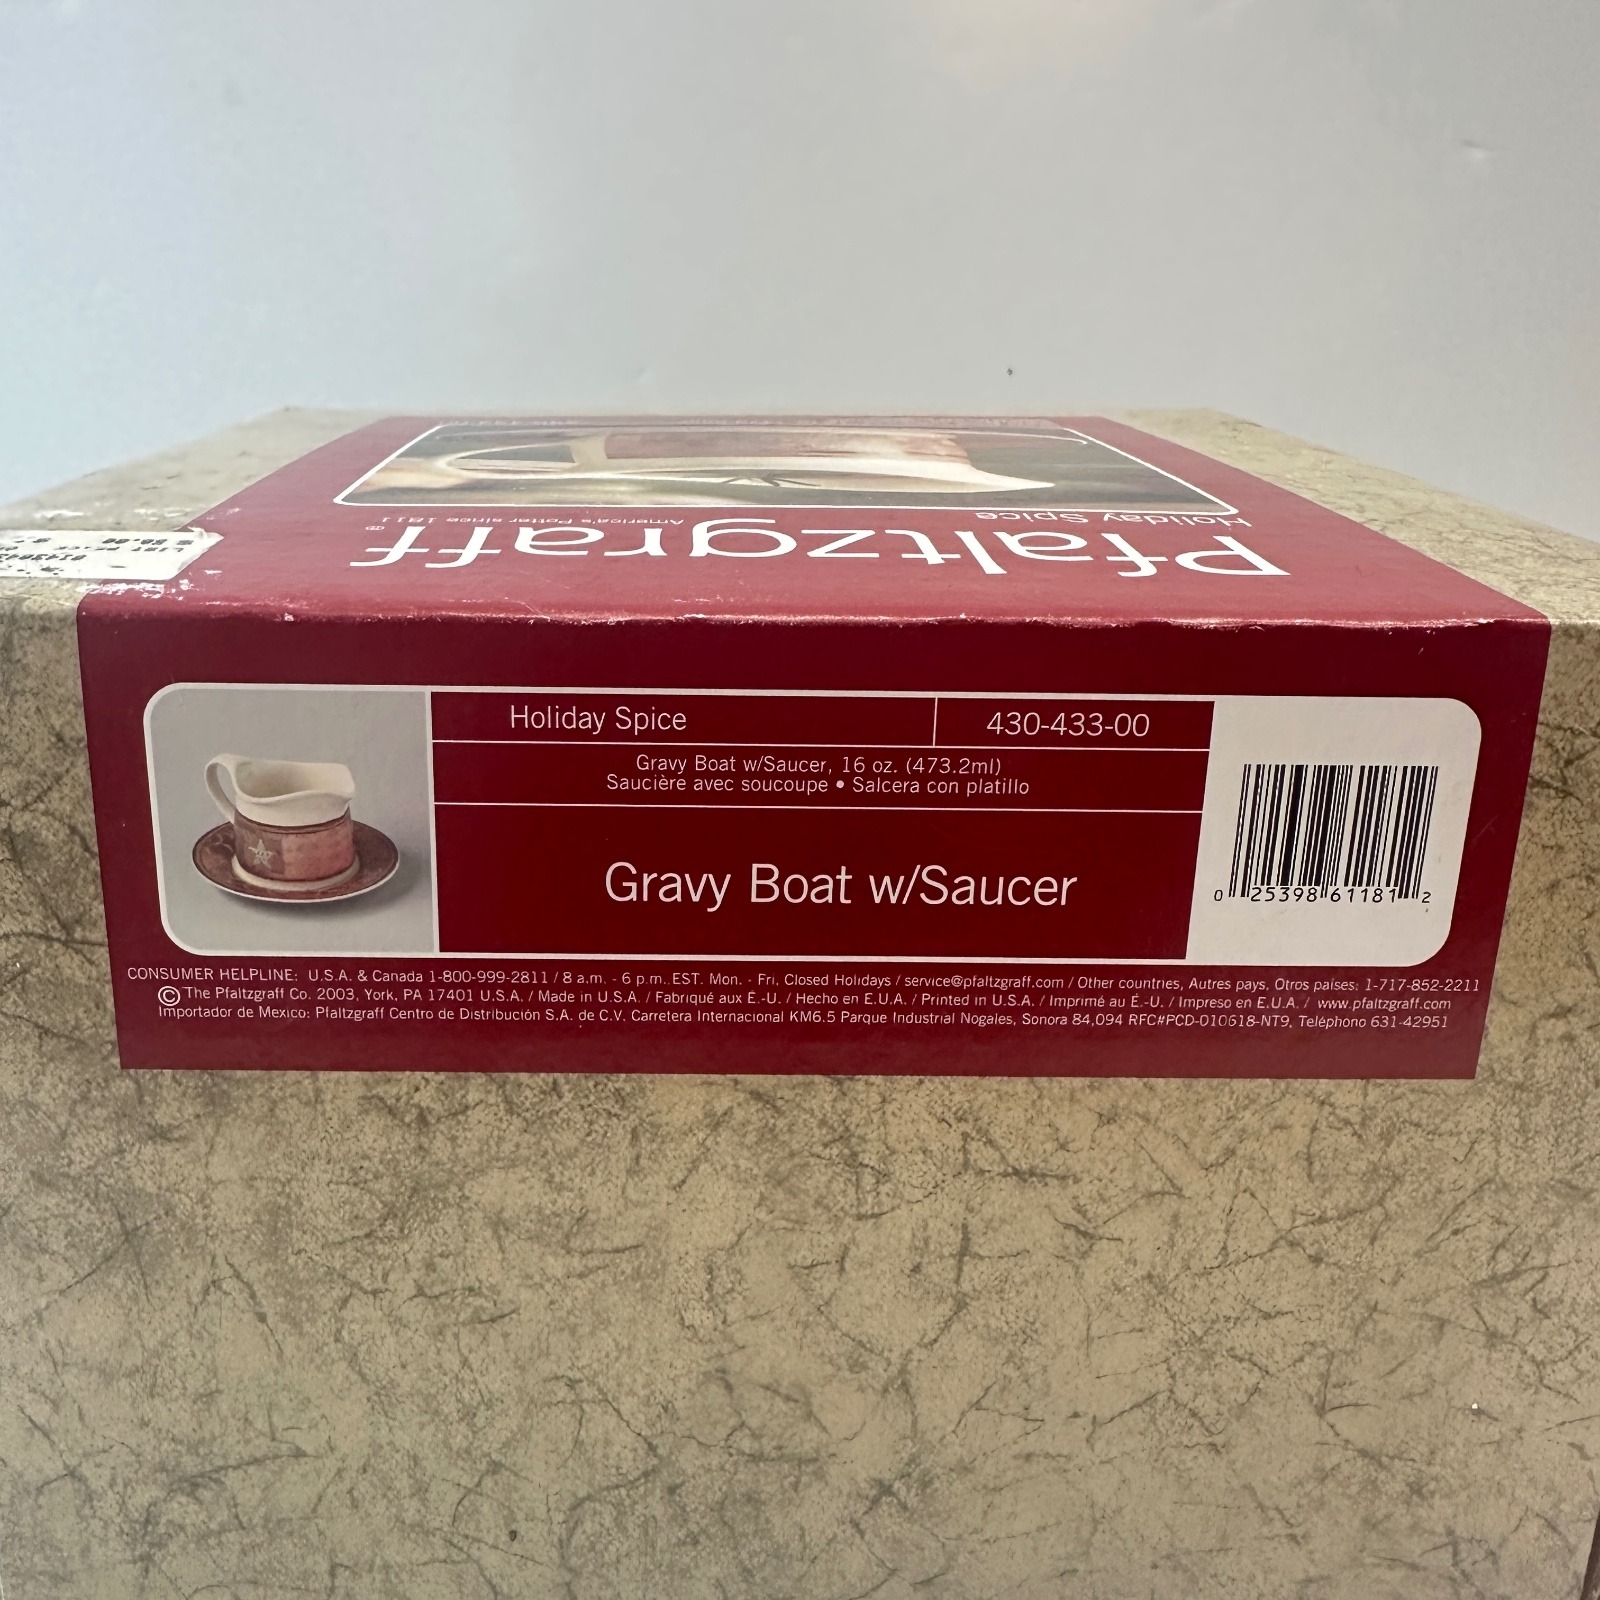 Pfaltzgraff®
Holiday Spice America's Potter since 1811
LIST PRICE
Holiday Spice 430-433-00
Gravy Boat w/Saucer, 16 oz. (473.2ml)
Saucière avec soucoupe • Salcera con platillo
Gravy Boat w/Saucer
0 25398 61181 2
CONSUMER HELPLINE: U.S.A. & Canada 1-800-999-2811 / 8 a.m. - 6 p.m. EST. Mon. - Fri, Closed Holidays / service@pfaltzgraff.com / Other countries, Autres pays, Otros países: 1-717-852-2211
© The Pfaltzgraff Co. 2003, York, PA 17401 U.S.A. / Made in U.S.A. / Fabriqué aux É.-U. / Hecho en E.U.A. / Printed in U.S.A. / Imprimé au É.-U. / Impreso en E.U.A. / www.pfaltzgraff.com
Importador de Mexico: Pfaltzgraff Centro de Distribución S.A. de C.V. Carretera Internacional KM6.5 Parque Industrial Nogales, Sonora 84,094 RFC#PCD-010618-NT9, Teléphono 631-42951